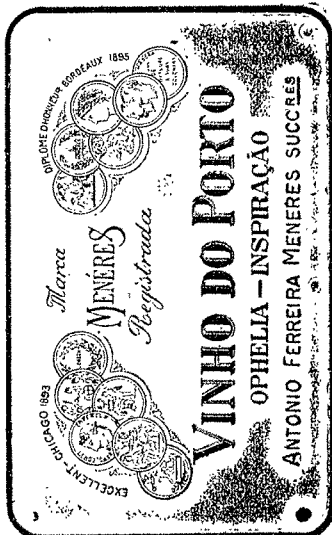 EXCELLENT-CHICAGO 1893
DIPLOME D'HONNEUR BORDEAUX 1895
Marca
MENÉRES
Registrada
VINHO DO PORTO
OPHELIA-INSPIRAÇÃO
ANTONIO FERREIRA MENERES SUCCRES